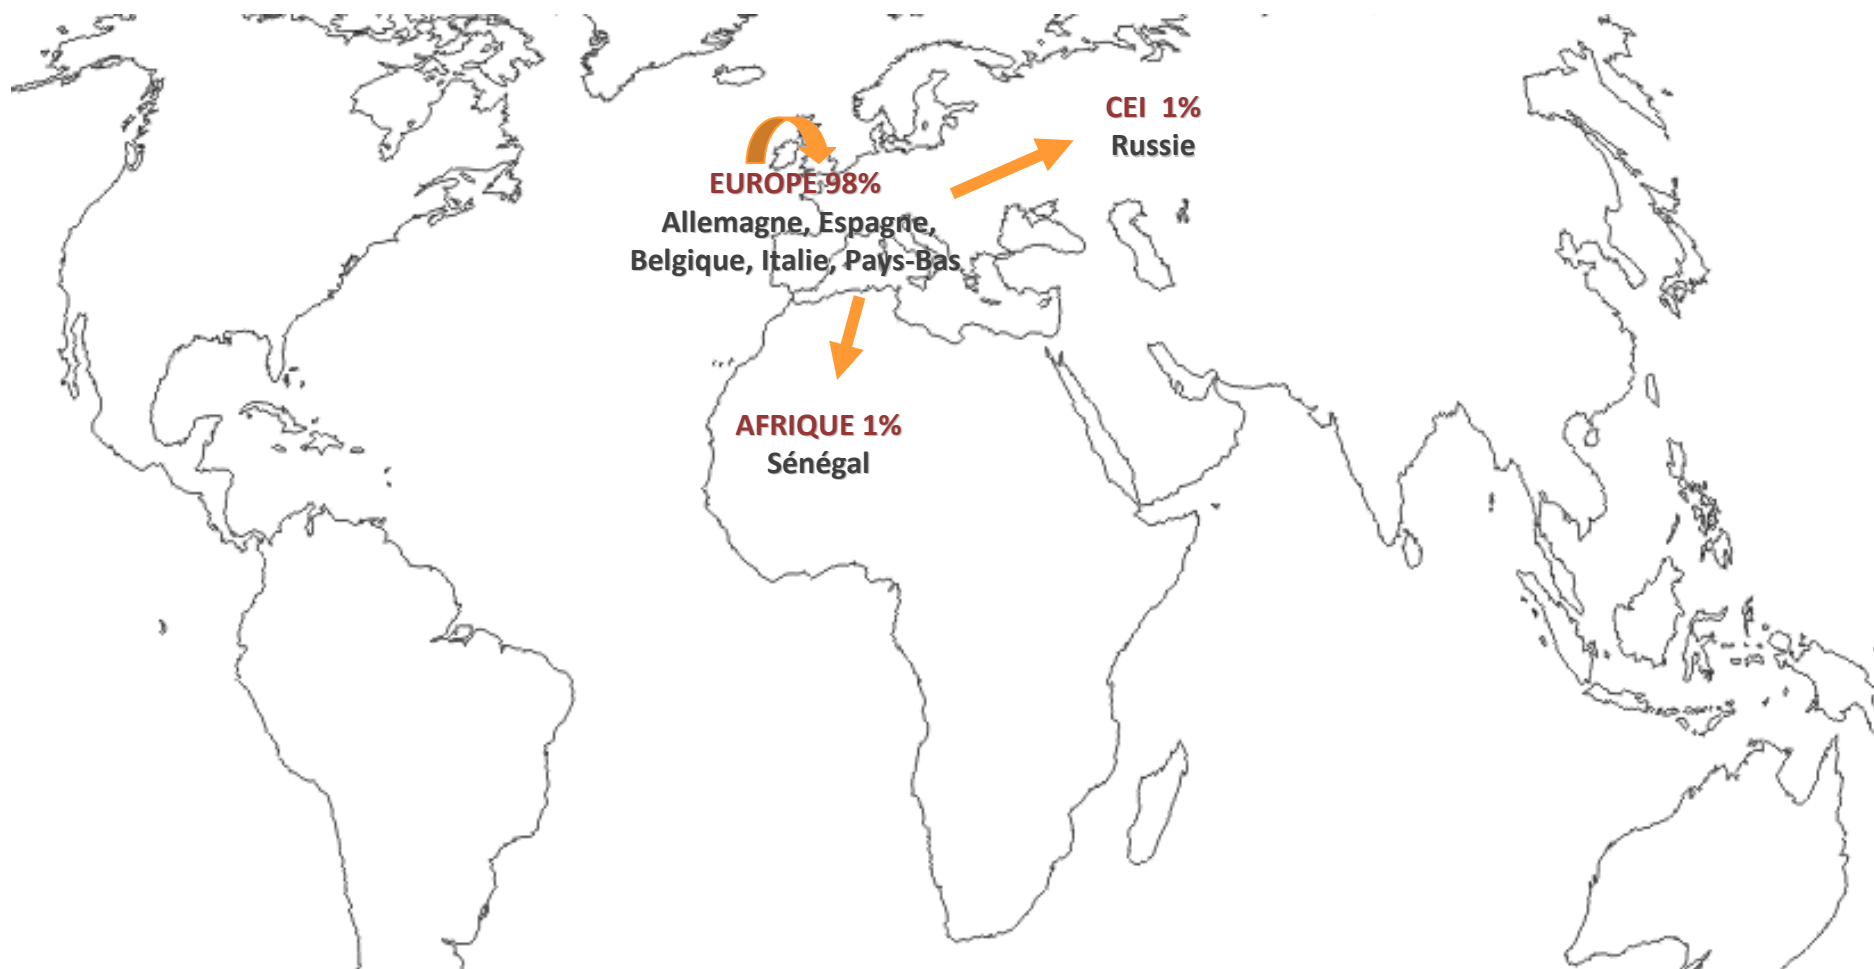 CEI 1%
Russie
EUROPE 98%
Allemagne, Espagne,
Belgique, Italie, Pays-Bas
AFRIQUE 1%
Sénégal